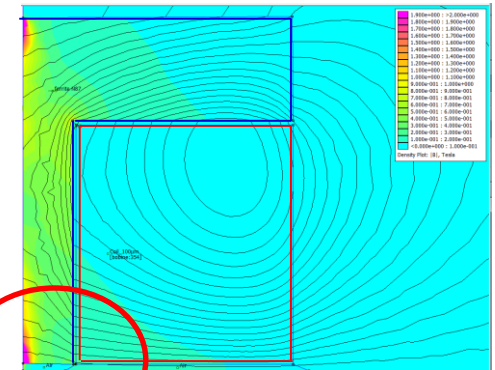 1.900e+000 : >2.000e+000
1.800e+000 : 1.900e+000
1.700e+000 : 1.800e+000
1.600e+000 : 1.700e+000
1.500e+000 : 1.600e+000
1.400e+000 : 1.500e+000
1.300e+000 : 1.400e+000
1.200e+000 : 1.300e+000
1.100e+000 : 1.200e+000
1.000e+000 : 1.100e+000
9.000e-001 : 1.000e+000
8.000e-001 : 9.000e-001
7.000e-001 : 8.000e-001
6.000e-001 : 7.000e-001
5.000e-001 : 6.000e-001
4.000e-001 : 5.000e-001
3.000e-001 : 4.000e-001
2.000e-001 : 3.000e-001
1.000e-001 : 2.000e-001
<0.000e+000 : 1.000e-001
Density Plot: |B|, Tesla
Air
Air